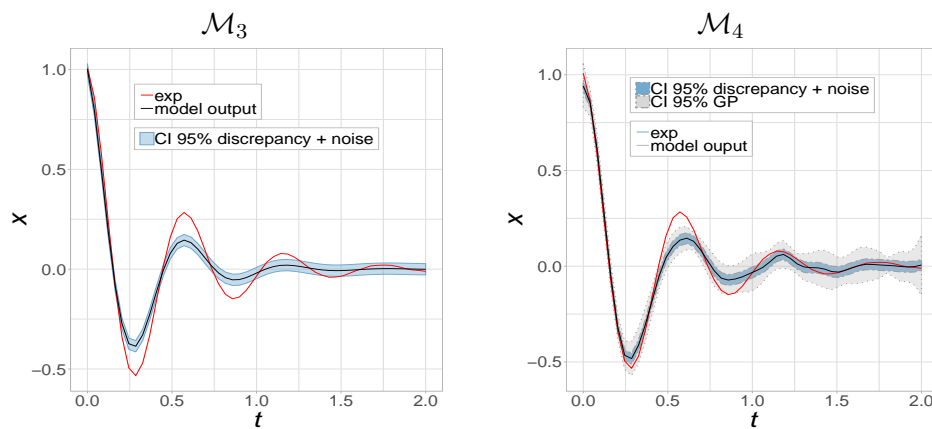 M₃
1.0
0.5
0.0
−0.5
x
exp
model output
CI 95% discrepancy + noise
0.0 0.5 1.0 1.5 2.0
t
M₄
1.0
0.5
0.0
−0.5
x
CI 95% discrepancy + noise
CI 95% GP
exp
model ouput
0.0 0.5 1.0 1.5 2.0
t